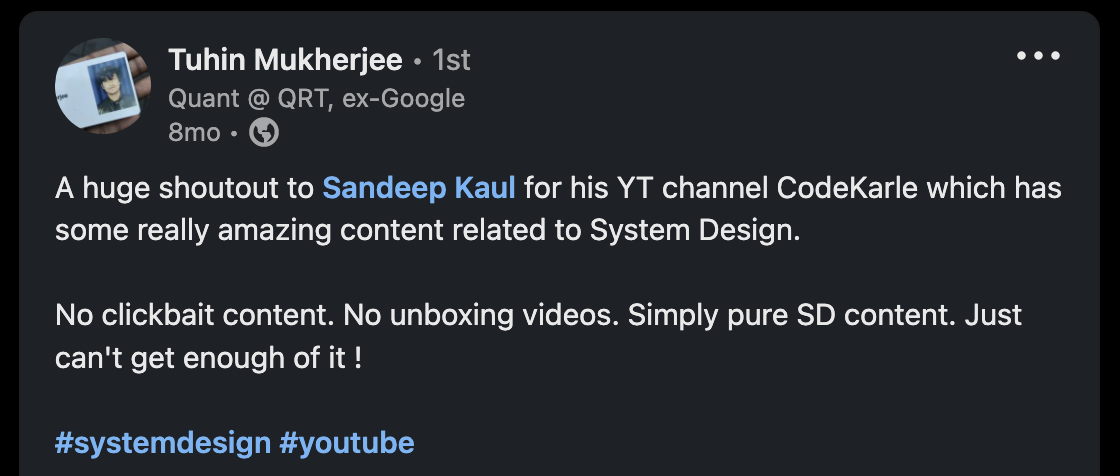 Tuhin Mukherjee • 1st
Quant @ QRT, ex-Google
8mo •
A huge shoutout to Sandeep Kaul for his YT channel CodeKarle which has
some really amazing content related to System Design.
No clickbait content. No unboxing videos. Simply pure SD content. Just
can't get enough of it !
#systemdesign #youtube